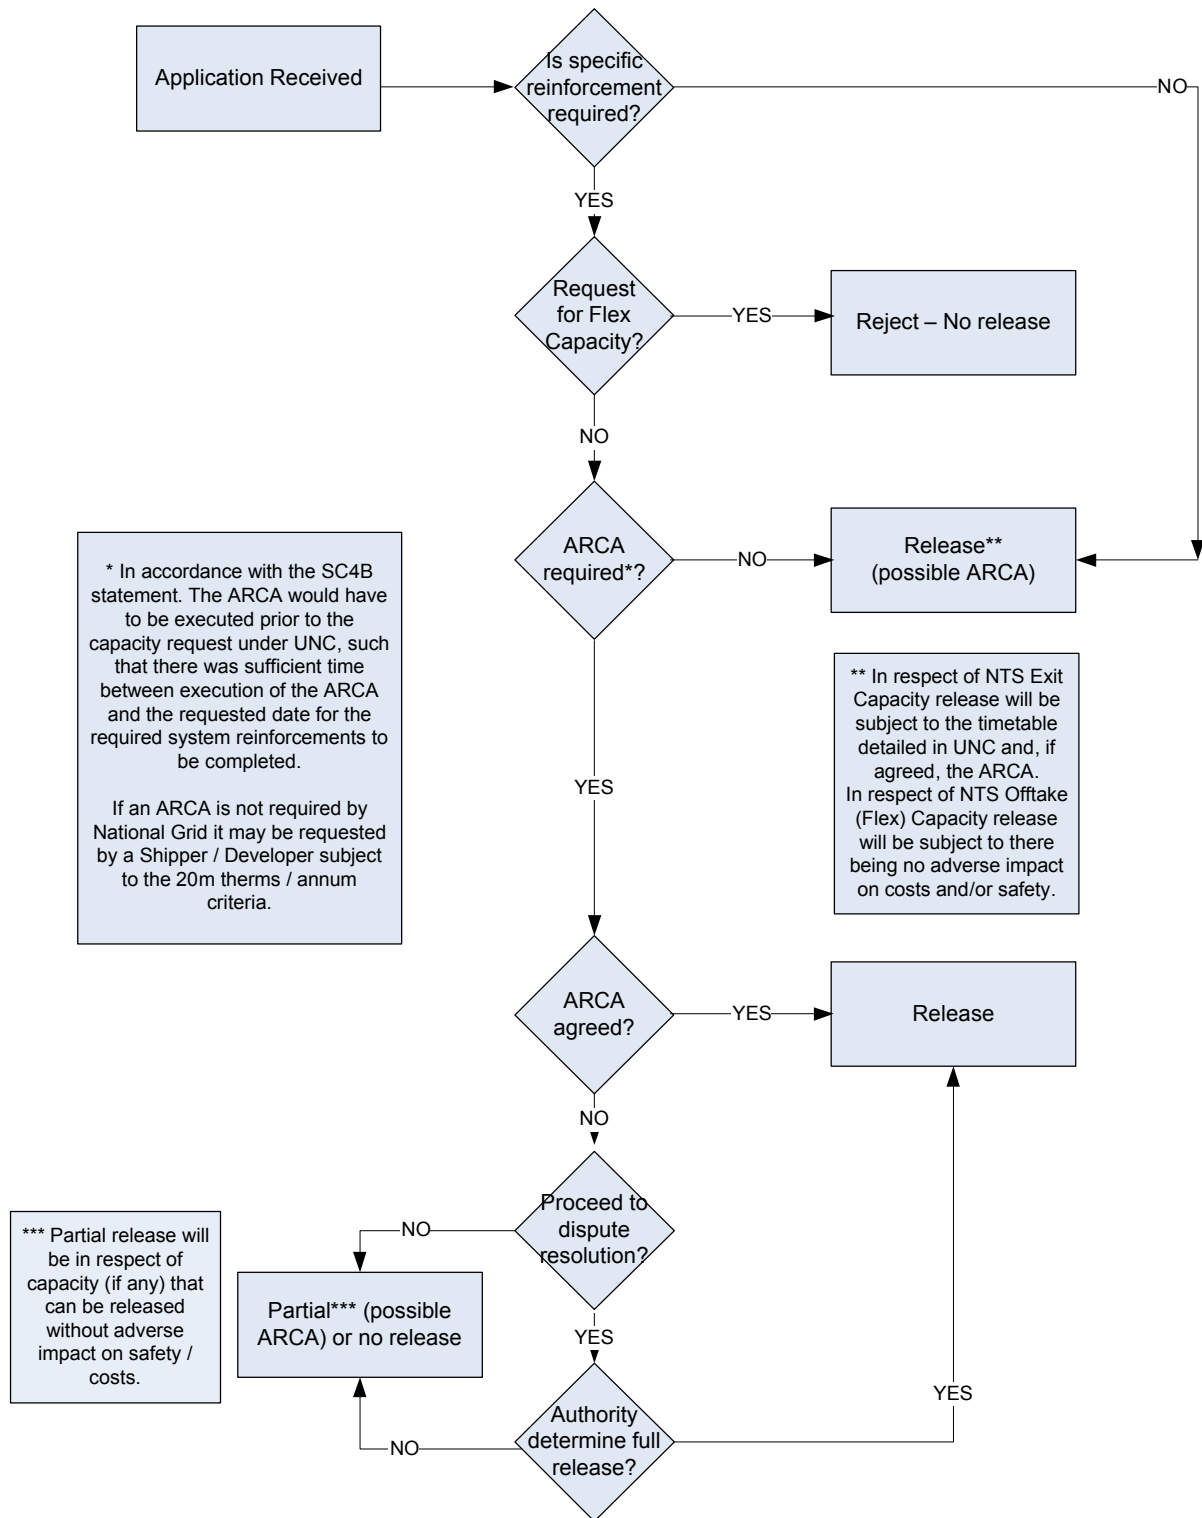 Application Received
Is specific
reinforcement
required?
NO
YES
Request
for Flex
Capacity?
YES
Reject – No release
NO
ARCA
required*?
NO
Release**
(possible ARCA)
* In accordance with the SC4B
statement. The ARCA would have
to be executed prior to the
capacity request under UNC, such
that there was sufficient time
between execution of the ARCA
and the requested date for the
required system reinforcements to
be completed.
If an ARCA is not required by
National Grid it may be requested
by a Shipper / Developer subject
to the 20m therms / annum
criteria.
** In respect of NTS Exit
Capacity release will be
subject to the timetable
detailed in UNC and, if
agreed, the ARCA.
In respect of NTS Offtake
(Flex) Capacity release
will be subject to there
being no adverse impact
on costs and/or safety.
YES
ARCA
agreed?
YES
Release
NO
Proceed to
dispute
resolution?
NO
*** Partial release will
be in respect of
capacity (if any) that
can be released
without adverse
impact on safety /
costs.
Partial*** (possible
ARCA) or no release
YES
Authority
determine full
release?
NO
YES